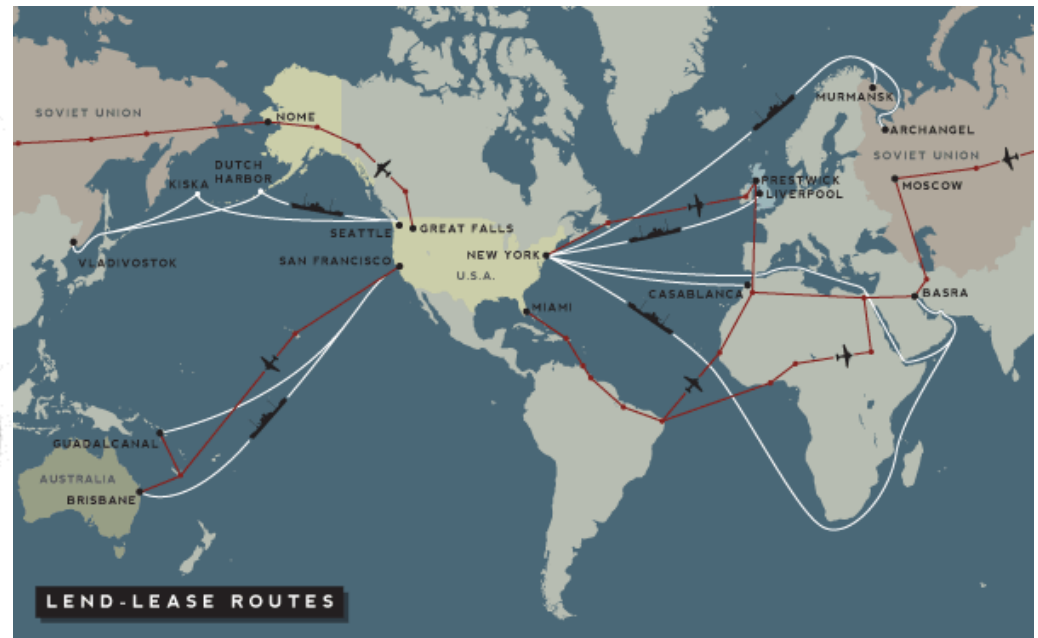 SOVIET UNION
NOME
DUTCH
HARBOR
KISKA
VLADIVOSTOK
SEATTLE
GREAT FALLS
SAN FRANCISCO
NEW YORK
U.S.A.
MIAMI
MURMANSK
ARCHANGEL
SOVIET UNION
PRESTWICK
LIVERPOOL
MOSCOW
CASABLANCA
BASRA
GUADALCANAL
AUSTRALIA
BRISBANE
LEND-LEASE ROUTES